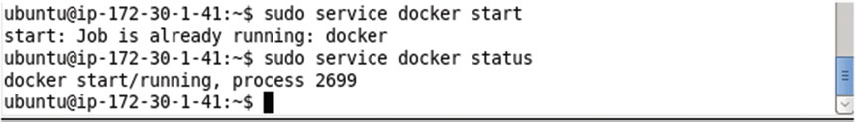 ubuntu@ip-172-30-1-41:~$ sudo service docker start
start: Job is already running: docker
ubuntu@ip-172-30-1-41:~$ sudo service docker status
docker start/running, process 2699
ubuntu@ip-172-30-1-41:~$